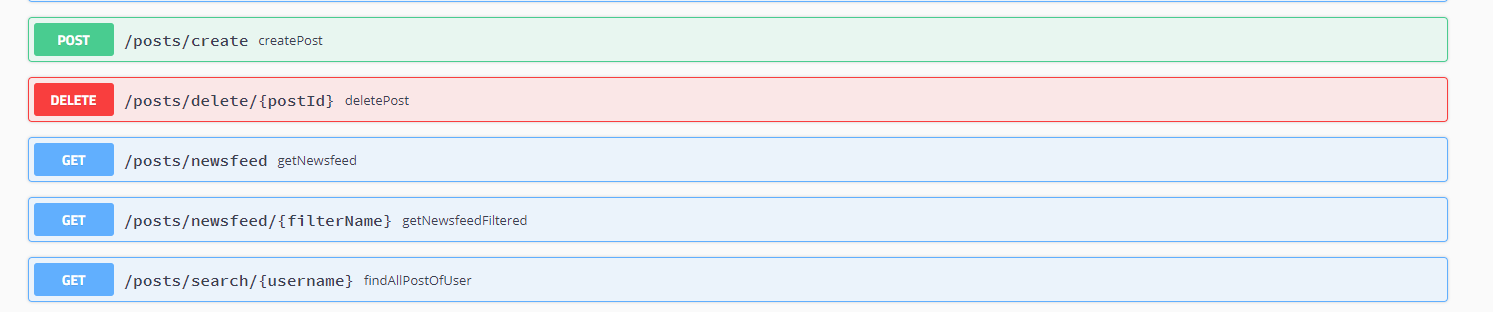 POST /posts/create createPost
DELETE /posts/delete/{postId} deletePost
GET /posts/newsfeed getNewsfeed
GET /posts/newsfeed/{filterName} getNewsfeedFiltered
GET /posts/search/{username} findAllPostOfUser